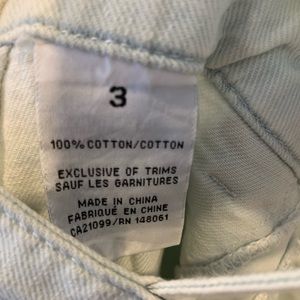 3
100% COTTON/COTTON
EXCLUSIVE OF TRIMS
SAUF LES GARNITURES
MADE IN CHINA
FABRIQUÉ EN CHINE
CA21099/RN 148061